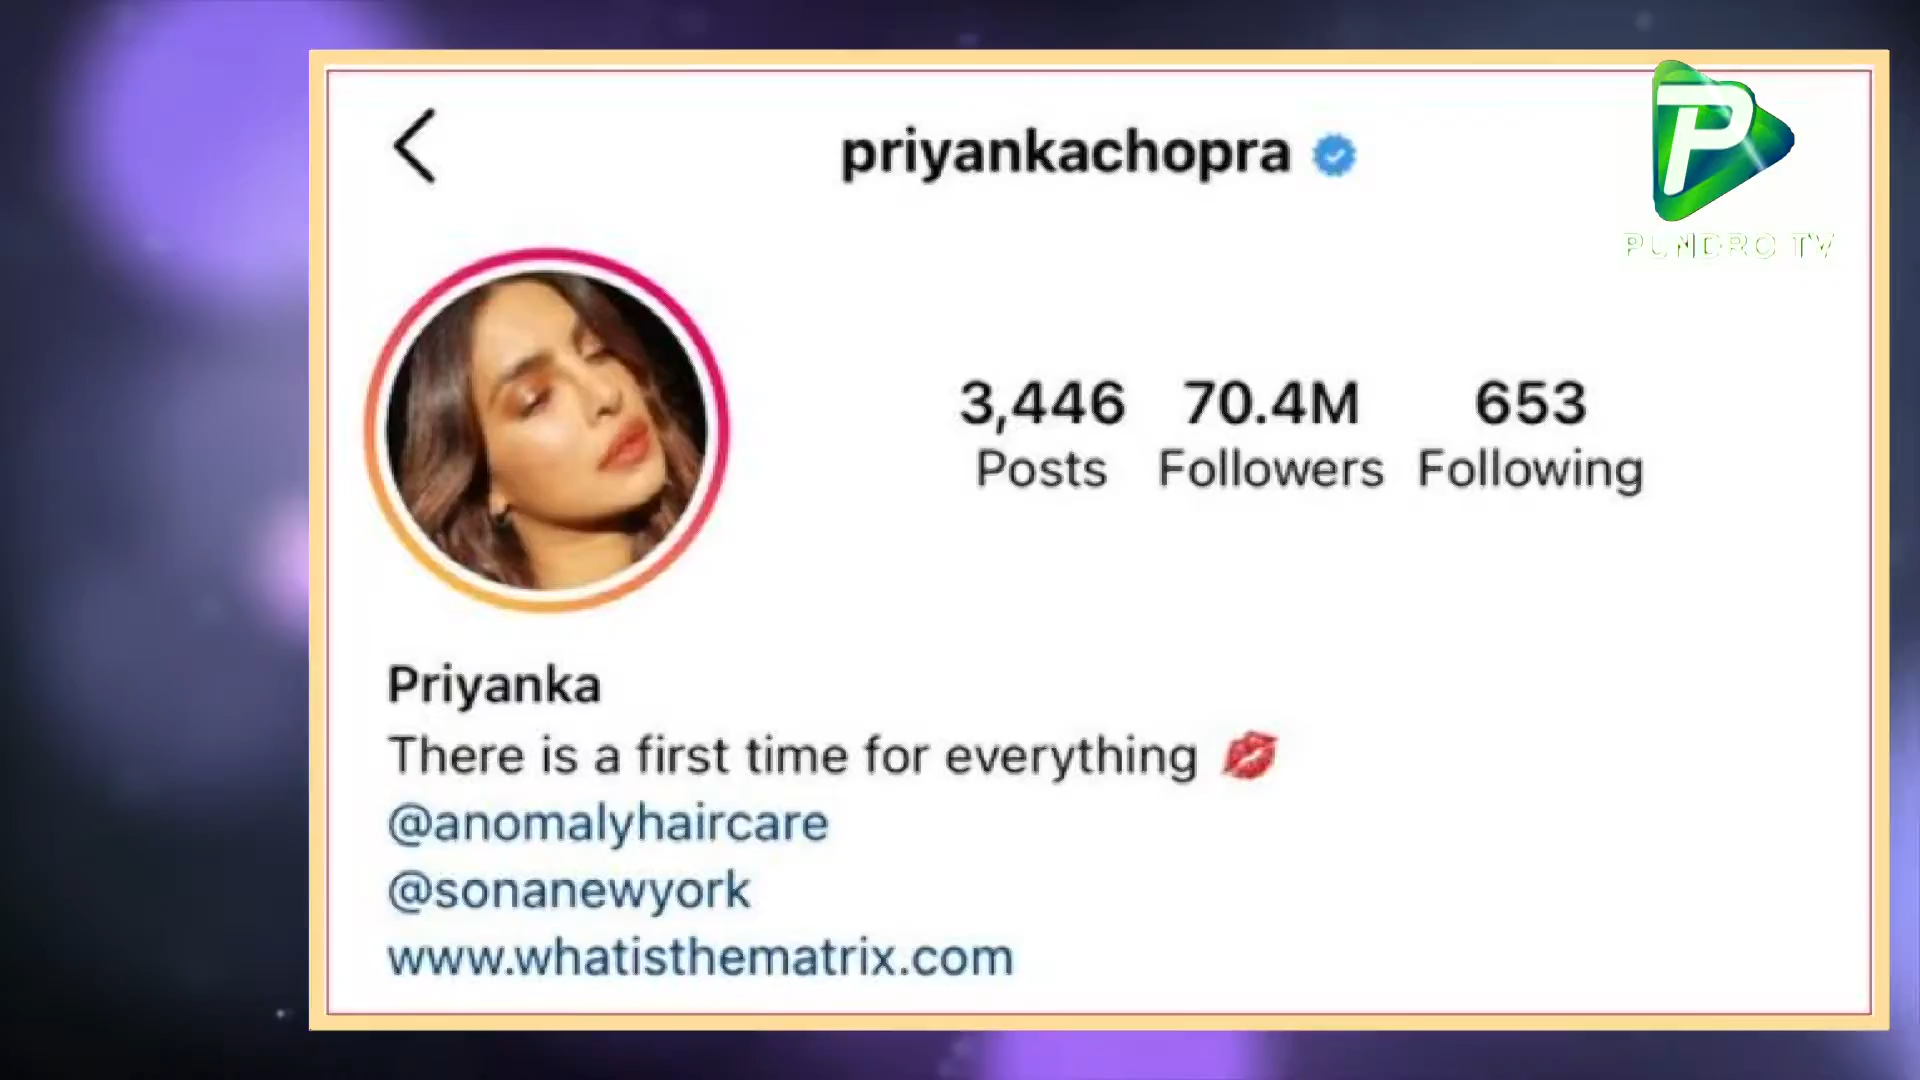 priyankachopra
P
PUNDRO TV
3,446 70.4M 653
Posts Followers Following
Priyanka
There is a first time for everything 💋
@anomalyhaircare
@sonanewyork
www.whatisthematrix.com